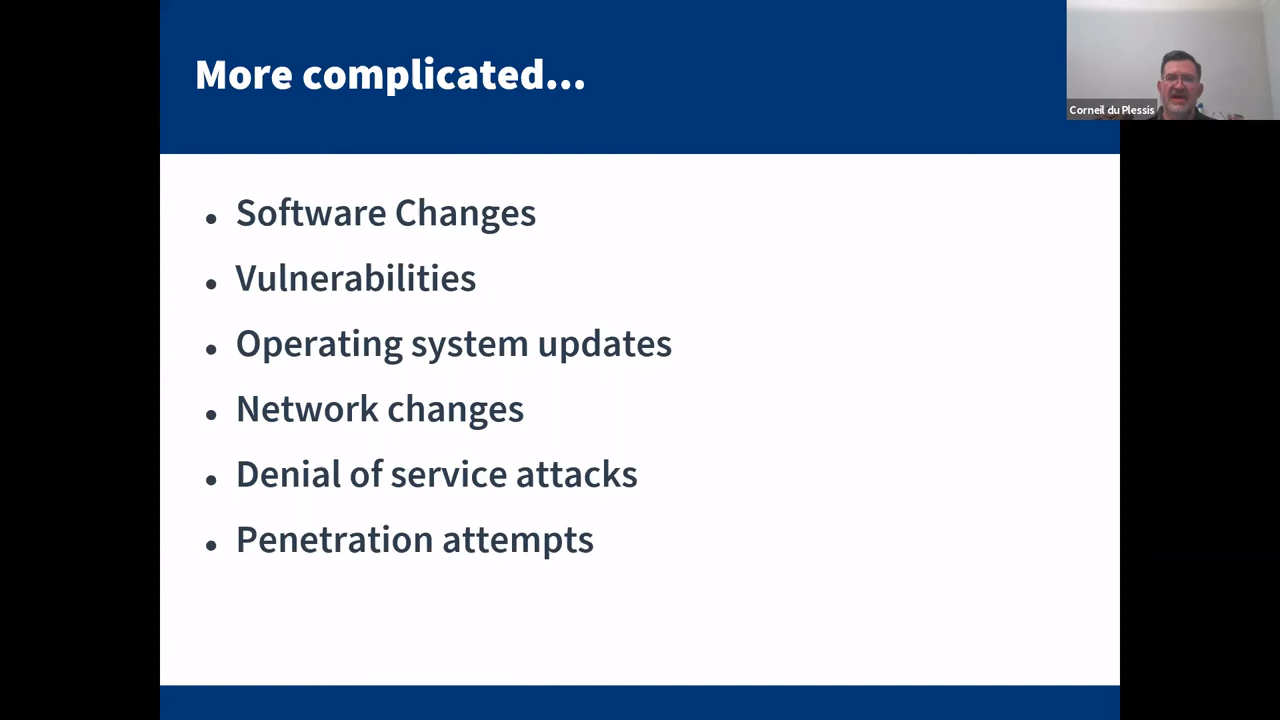 More complicated...
Corneil du Plessis
Software Changes
Vulnerabilities
Operating system updates
Network changes
Denial of service attacks
Penetration attempts